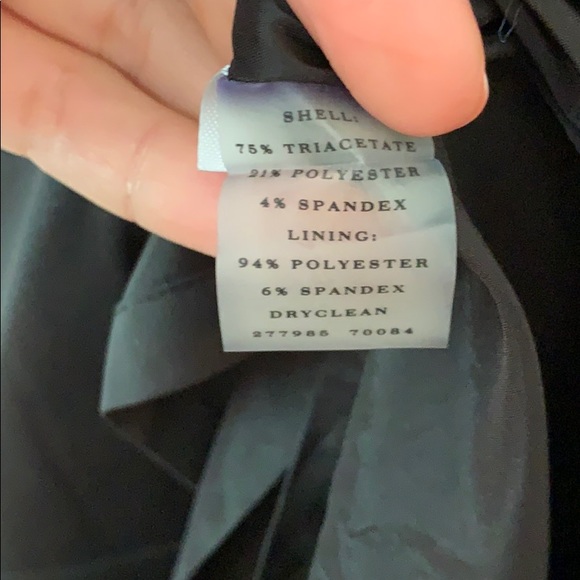 SHELL:
75% TRIACETATE
21% POLYESTER
4% SPANDEX
LINING:
94% POLYESTER
6% SPANDEX
DRYCLEAN
277985 70084